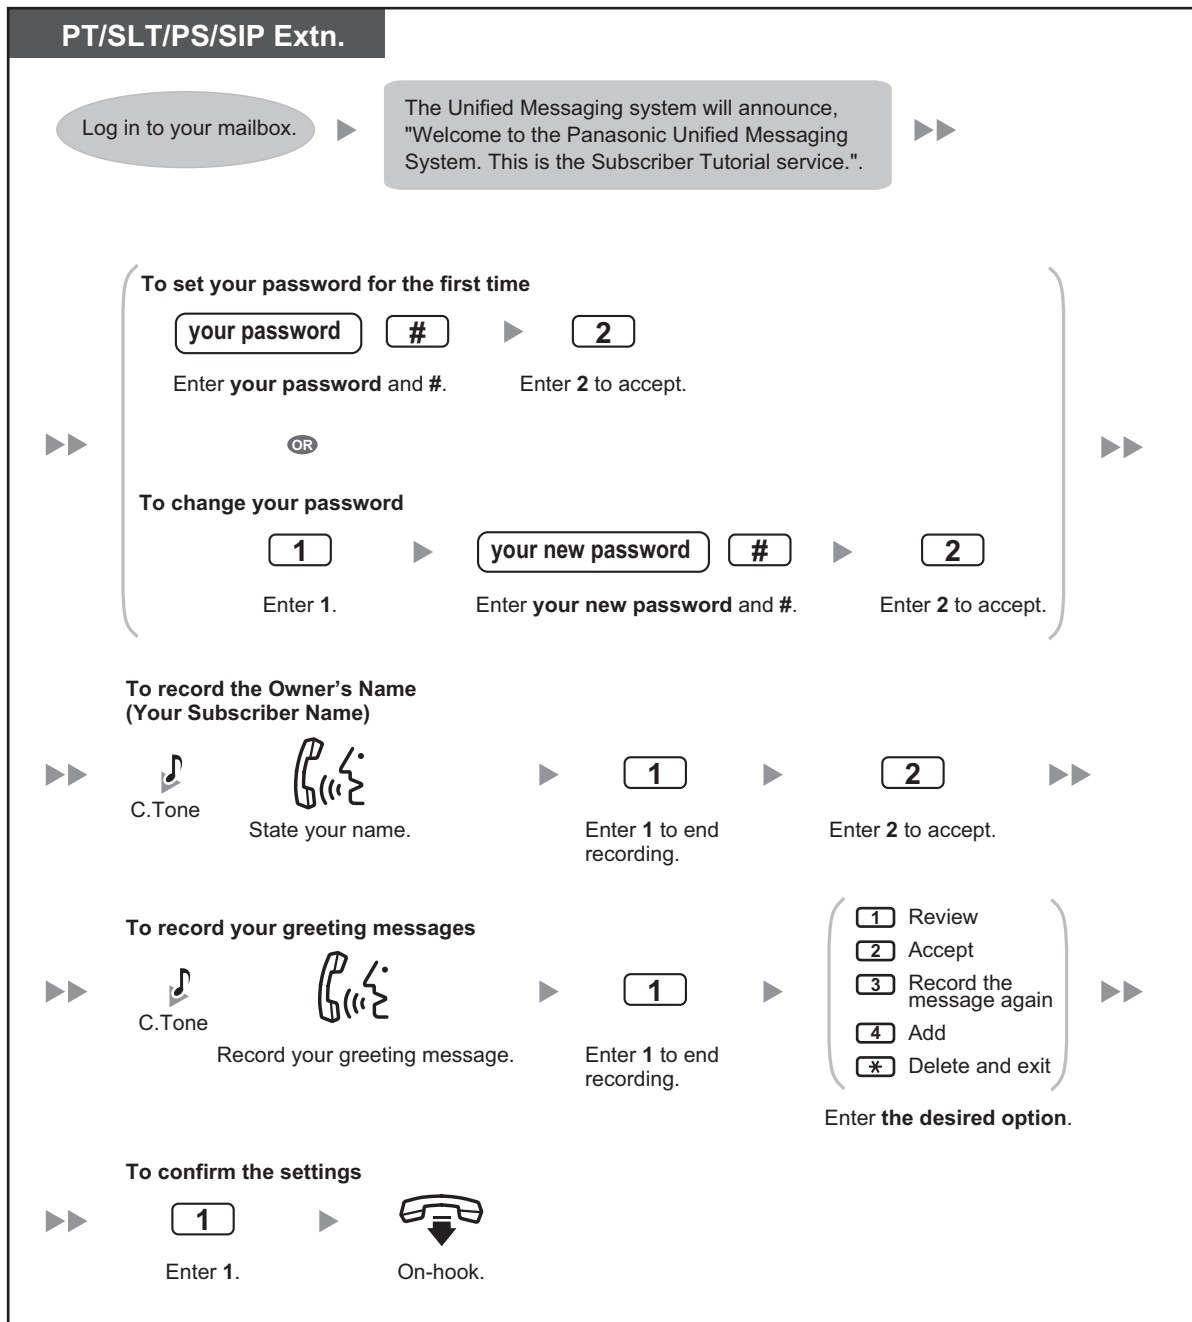 PT/SLT/PS/SIP Extn.
Log in to your mailbox.
The Unified Messaging system will announce,
"Welcome to the Panasonic Unified Messaging
System. This is the Subscriber Tutorial service.".
To set your password for the first time
your password # 2
Enter your password and #. Enter 2 to accept.
OR
To change your password
1 your new password # 2
Enter 1. Enter your new password and #. Enter 2 to accept.
To record the Owner's Name
(Your Subscriber Name)
1 2
C.Tone
State your name.
Enter 1 to end
recording.
Enter 2 to accept.
To record your greeting messages
C.Tone
Record your greeting message.
1
Enter 1 to end
recording.
1 Review
2 Accept
3 Record the
message again
4 Add
* Delete and exit
Enter the desired option.
To confirm the settings
1
Enter 1. On-hook.